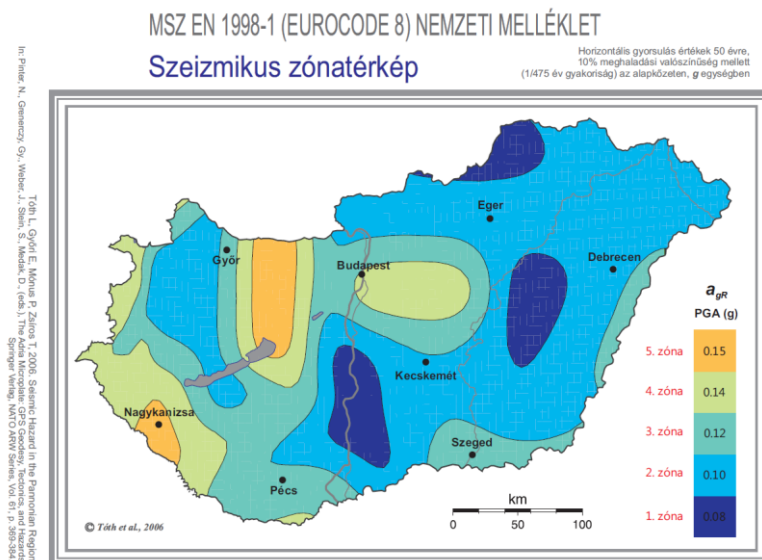 MSZ EN 1998-1 (EUROCODE 8) NEMZETI MELLÉKLET
Szeizmikus zónatérkép
Horizontális gyorsulás értékek 50 évre,
10% meghaladási valószínűség mellett
(1/475 év gyakoriság) az alapkőzeten, g egységben
Tóth L, Győri E, Mónus P, Zsíros T, 2006. Seismic Hazard in the Pannonian Region
In: Pinter, N., Grenerczy, Gy., Weber, J., Stein, S., Medak, D., (eds.), The Adria Microplate: GPS Geodesy, Tectonics, and Hazards
Springer Verlag, NATO ARW Series, Vol. 61, p. 369-384
Eger
Győr
Budapest
Debrecen
Kecskemét
Nagykanizsa
Szeged
Pécs
agR
PGA (g)
5. zóna 0.15
4. zóna 0.14
3. zóna 0.12
2. zóna 0.10
1. zóna 0.08
km
0 50 100
© Tóth et al., 2006